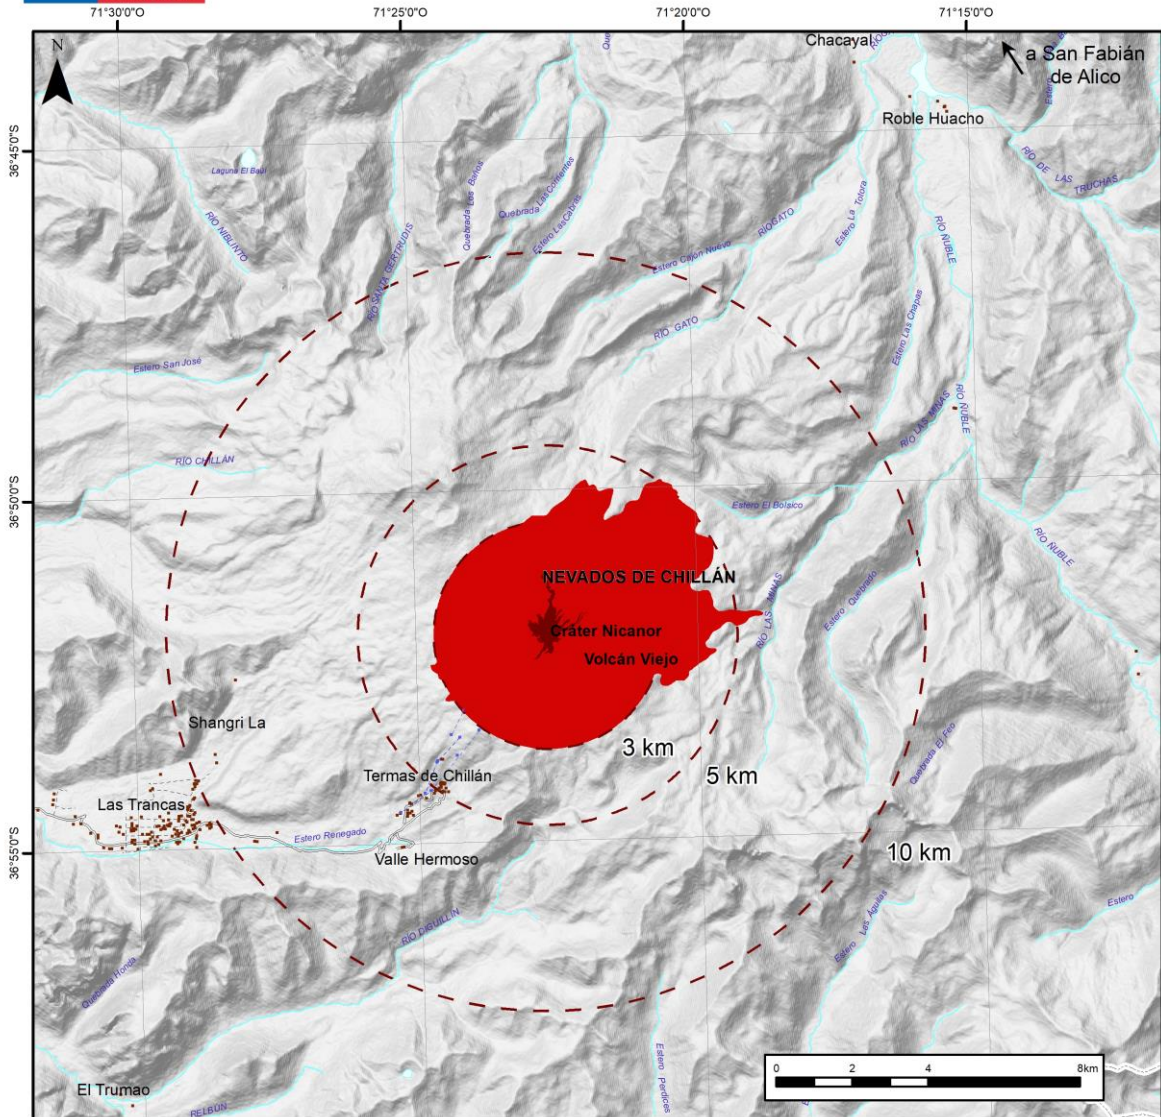 71°30'0"O
71°25'0"O
71°20'0"O
71°15'0"O
N
Chacayal
a San Fabián
de Alico
Roble Huacho
36°45'0"S
Laguna El Baúl
RÍO NIBLINTO
RÍO SANTA GERTRUDIS
Quebrada Los Baños
Quebrada Las Corrientes
Estero Las Cabras
Estero Cajón Nuevo
RÍO GATO
Estero La Totora
RÍO DE LAS
TRUCHAS
RÍO ÑUBLE
RÍO GATO
Estero Las Chapas
Estero San José
RÍO LAS MINAS
RÍO ÑUBLE
RÍO CHILLÁN
36°50'0"S
Estero El Bolsico
RÍO ÑUBLE
NEVADOS DE CHILLÁN
Cráter Nicanor
Volcán Viejo
RÍO LAS MINAS
Estero Quebrado
Shangri La
3 km
5 km
Quebrada El Feo
Termas de Chillán
Las Trancas
Estero Renegado
Valle Hermoso
10 km
36°55'0"S
RÍO DIGUILLÍN
Estero Las Aguilas
Estero
Quebrada Honda
Estero Perdices
El Trumao
RELBÚN
0 2 4 8km